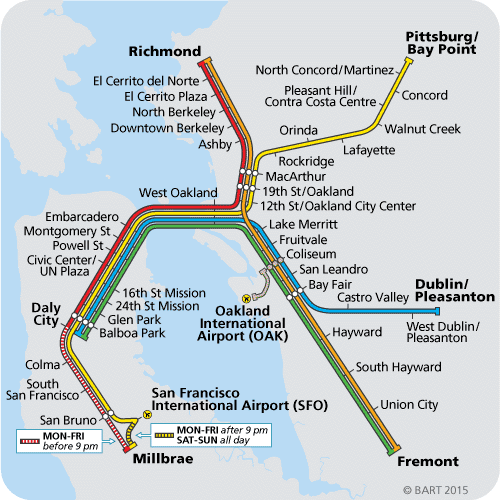 Richmond
El Cerrito del Norte
El Cerrito Plaza
North Berkeley
Downtown Berkeley
Ashby
Pittsburg/
Bay Point
North Concord/Martinez
Concord
Pleasant Hill/
Contra Costa Centre
Walnut Creek
Orinda
Lafayette
Rockridge
MacArthur
19th St/Oakland
12th St/Oakland City Center
West Oakland
Embarcadero
Montgomery St
Powell St
Civic Center/
UN Plaza
Lake Merritt
Fruitvale
Coliseum
San Leandro
Bay Fair
Castro Valley
Dublin/
Pleasanton
West Dublin/
Pleasanton
16th St Mission
24th St Mission
Glen Park
Balboa Park
Daly
City
Oakland
International
Airport (OAK)
Hayward
South Hayward
Union City
Fremont
Colma
South
San Francisco
San Bruno
San Francisco
International Airport (SFO)
MON-FRI
before 9 pm
MON-FRI after 9 pm
SAT-SUN all day
Millbrae
© BART 2015